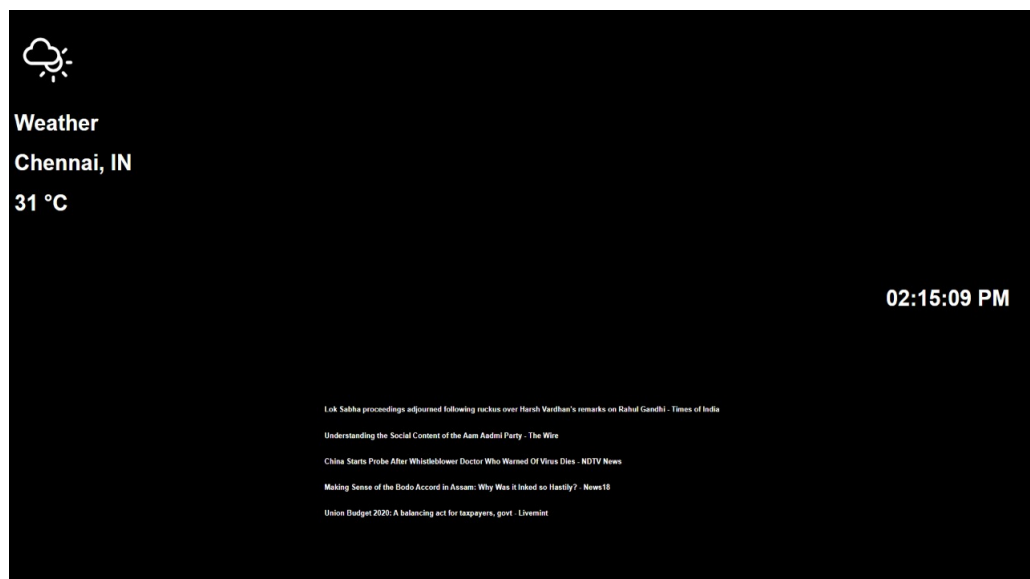 Weather
Chennai, IN
31 °C
02:15:09 PM
Lok Sabha proceedings adjourned following ruckus over Harsh Vardhan's remarks on Rahul Gandhi - Times of India
Understanding the Social Content of the Aam Aadmi Party - The Wire
China Starts Probe After Whistleblower Doctor Who Warned Of Virus Dies - NDTV News
Making Sense of the Bodo Accord in Assam: Why Was it Inked so Hastily? - News18
Union Budget 2020: A balancing act for taxpayers, govt - Livemint